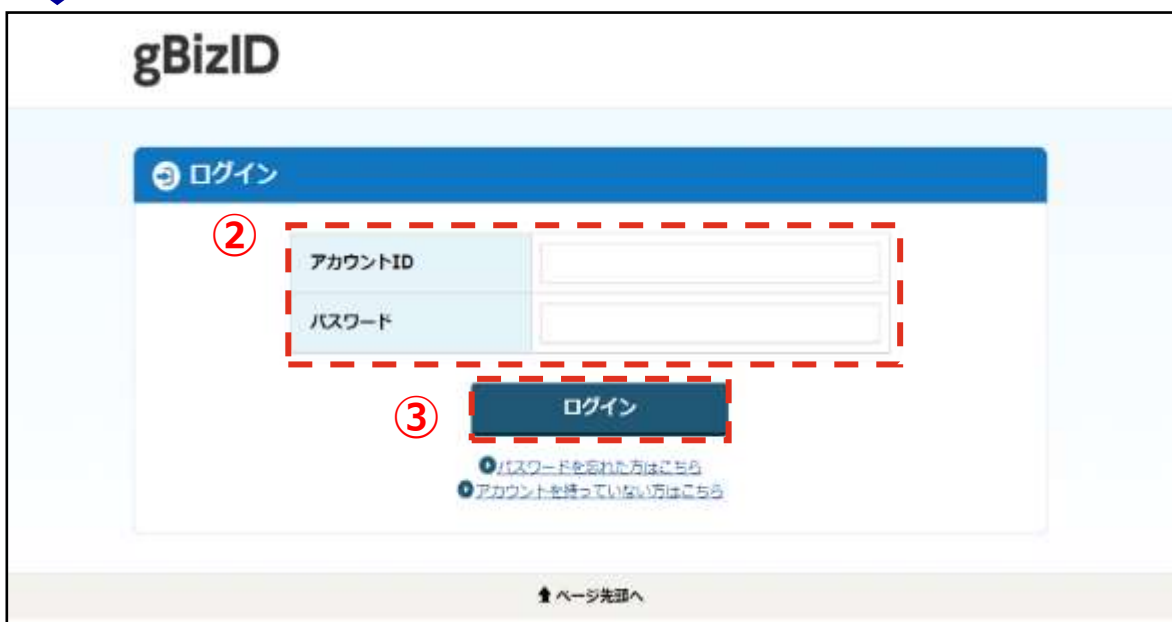 gBizID
ログイン
②
アカウントID
パスワード
③
ログイン
パスワードを忘れた方はこちら
アカウントを持っていない方はこちら
ページ先頭へ